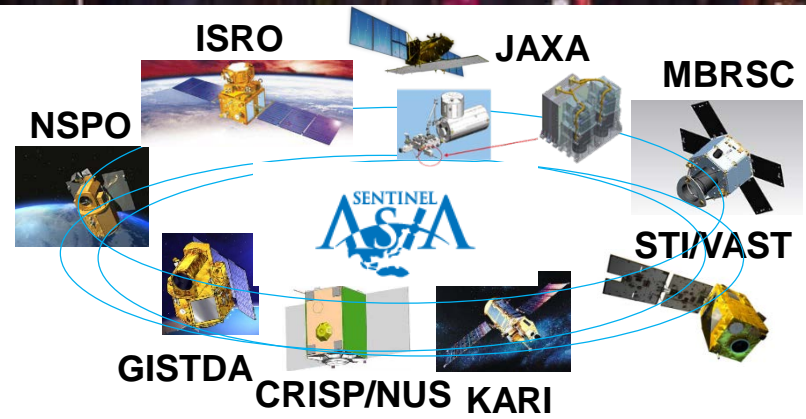 ISRO
JAXA
MBRSC
NSPO
SENTINEL
ASIA
STI/VAST
GISTDA
CRISP/NUS
KARI